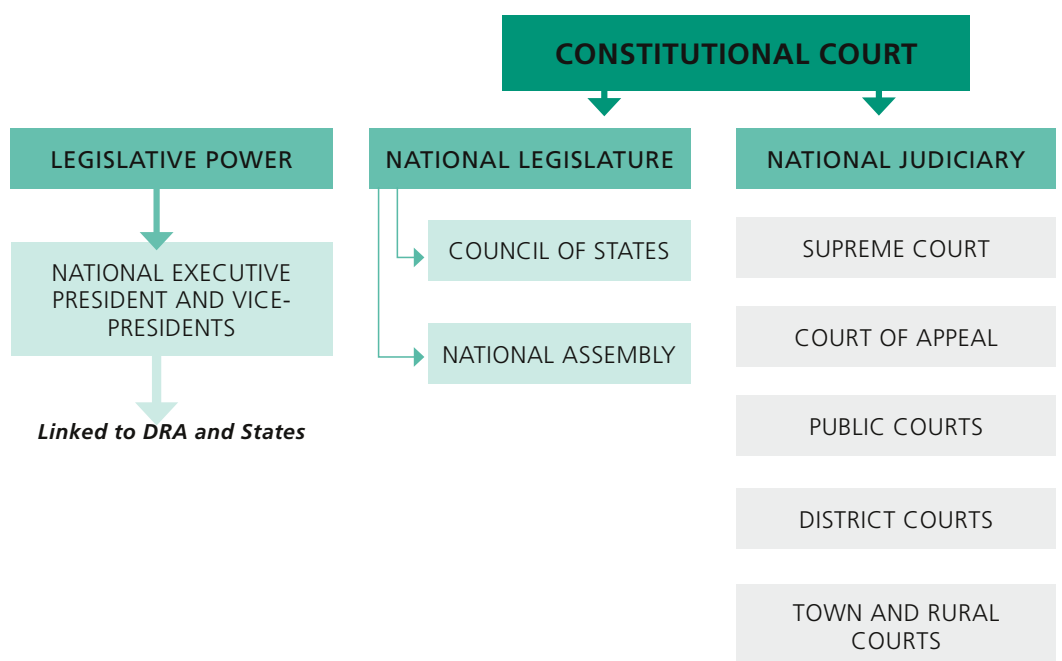 CONSTITUTIONAL COURT
LEGISLATIVE POWER
NATIONAL EXECUTIVE
PRESIDENT AND VICE-
PRESIDENTS
Linked to DRA and States
NATIONAL LEGISLATURE
COUNCIL OF STATES
NATIONAL ASSEMBLY
NATIONAL JUDICIARY
SUPREME COURT
COURT OF APPEAL
PUBLIC COURTS
DISTRICT COURTS
TOWN AND RURAL
COURTS